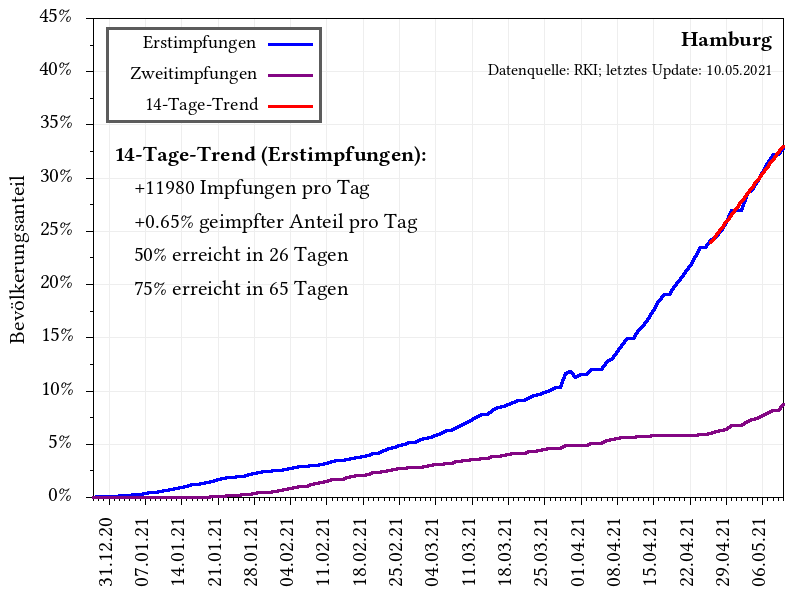 Hamburg
Datenquelle: RKI; letztes Update: 10.05.2021
Erstimpfungen
Zweitimpfungen
14-Tage-Trend
14-Tage-Trend (Erstimpfungen):
+11980 Impfungen pro Tag
+0.65% geimpfter Anteil pro Tag
50% erreicht in 26 Tagen
75% erreicht in 65 Tagen
Bevölkerungsanteil
45%
40%
35%
30%
25%
20%
15%
10%
5%
0%
31.12.20
07.01.21
14.01.21
21.01.21
28.01.21
04.02.21
11.02.21
18.02.21
25.02.21
04.03.21
11.03.21
18.03.21
25.03.21
01.04.21
08.04.21
15.04.21
22.04.21
29.04.21
06.05.21